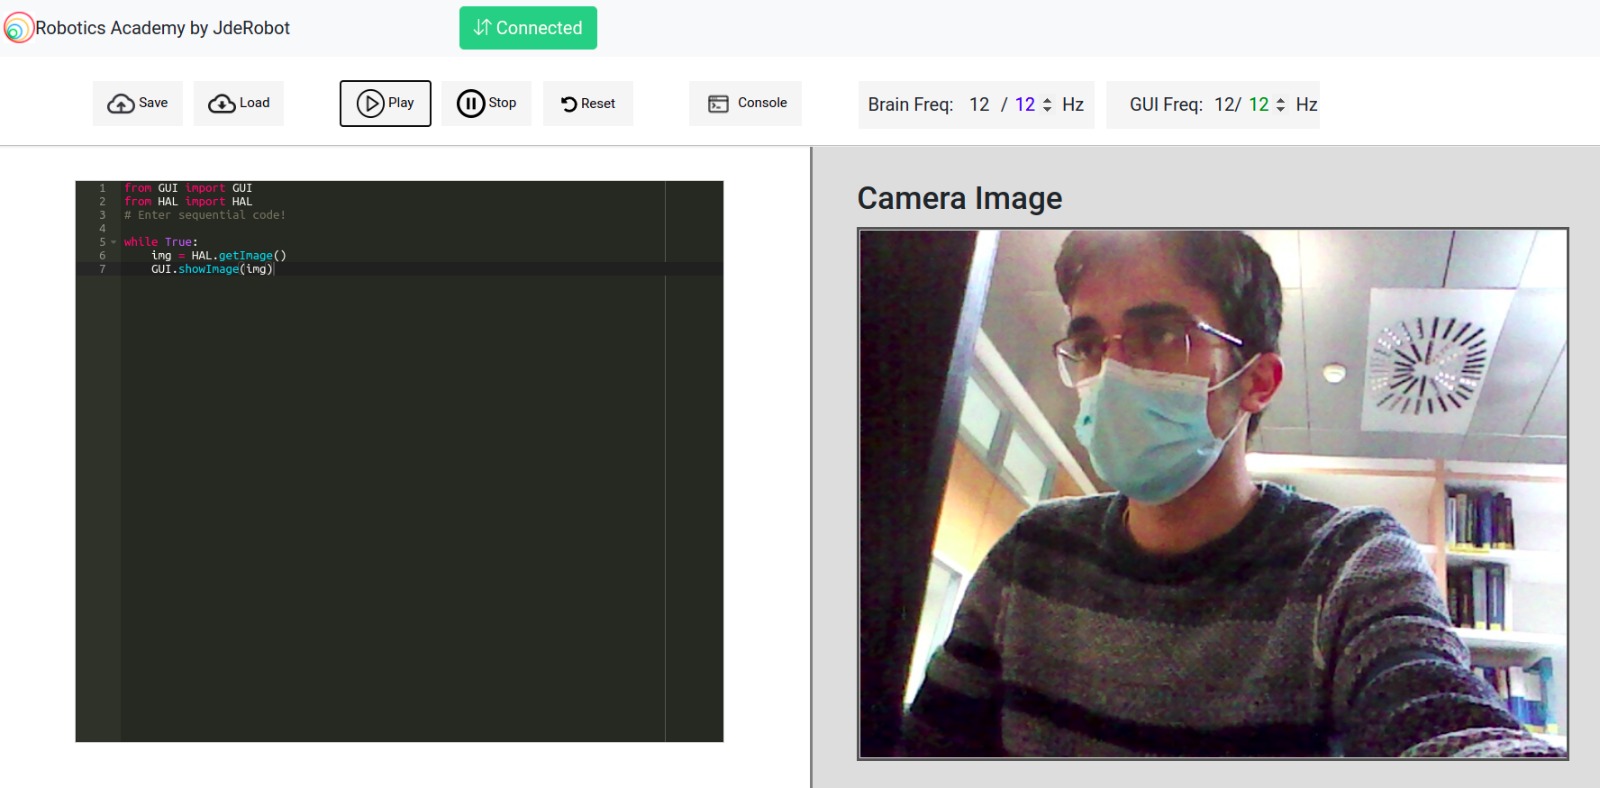 Robotics Academy by JdeRobot
Connected
Save
Load
Play
Stop
Reset
Console
Brain Freq: 12 / 12 Hz
GUI Freq: 12/ 12 Hz
1 from GUI import GUI
2 from HAL import HAL
3 # Enter sequential code!
4
5 while True:
6 img = HAL.getImage()
7 GUI.showImage(img)
Camera Image